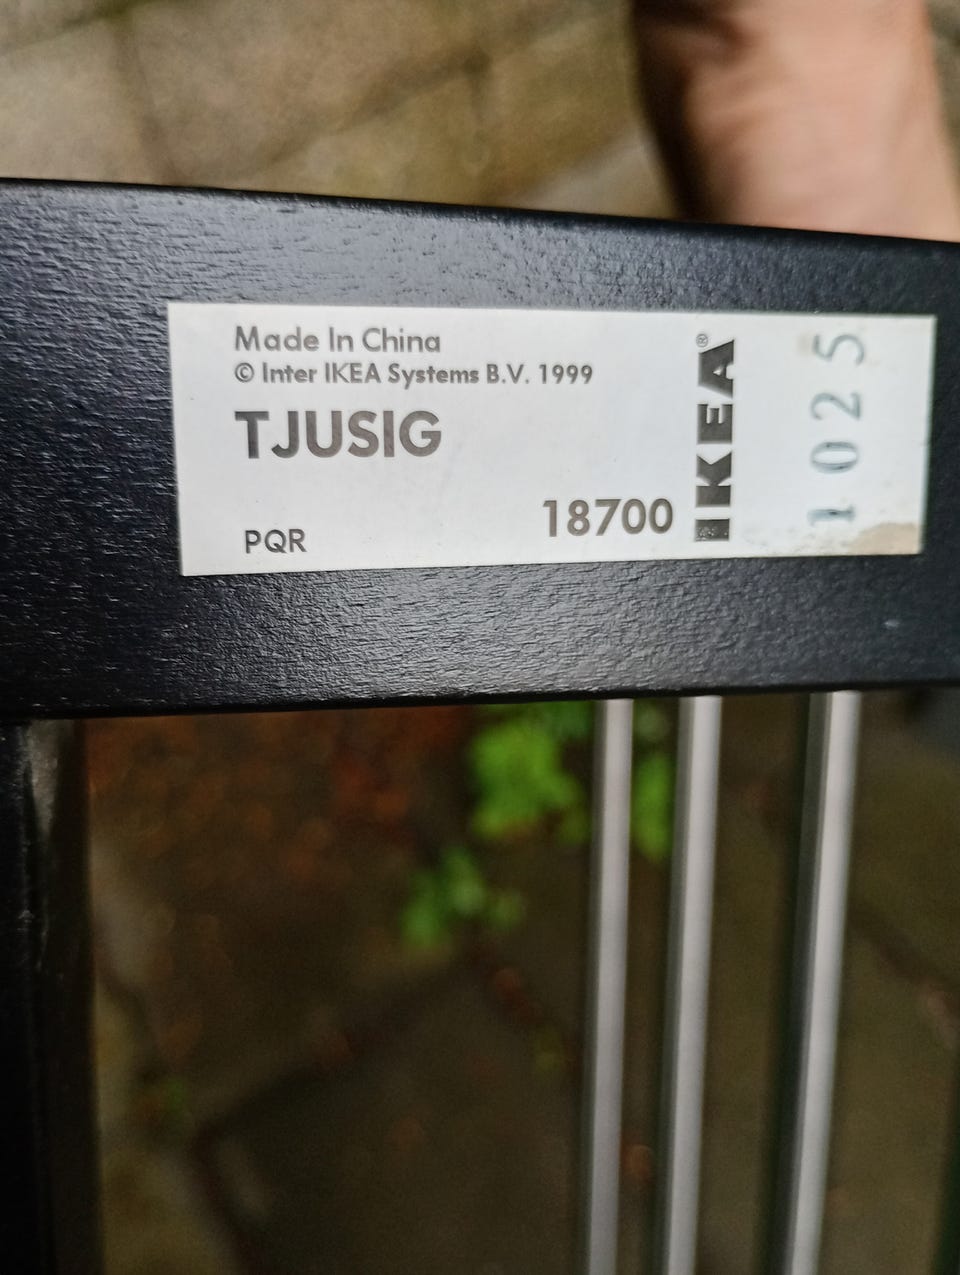 Made In China
© Inter IKEA Systems B.V. 1999
TJUSIG
PQR
18700
IKEA®
1025